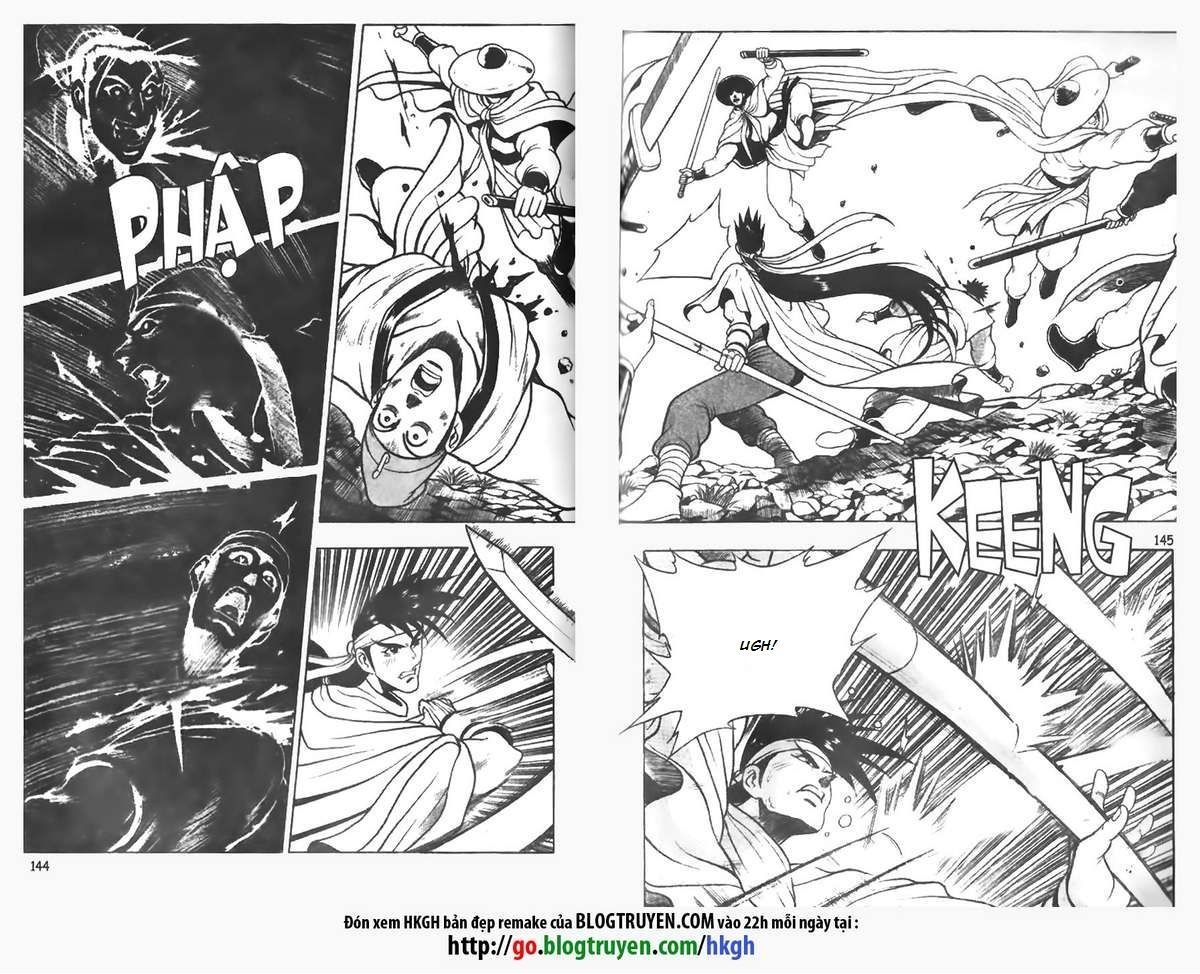 PHẬP
144
KEENG
145
UGH!
Đón xem HKGH bản đẹp remake của BLOGTRUYEN.COM vào 22h mỗi ngày tại :
http://go.blogtruyen.com/hkgh